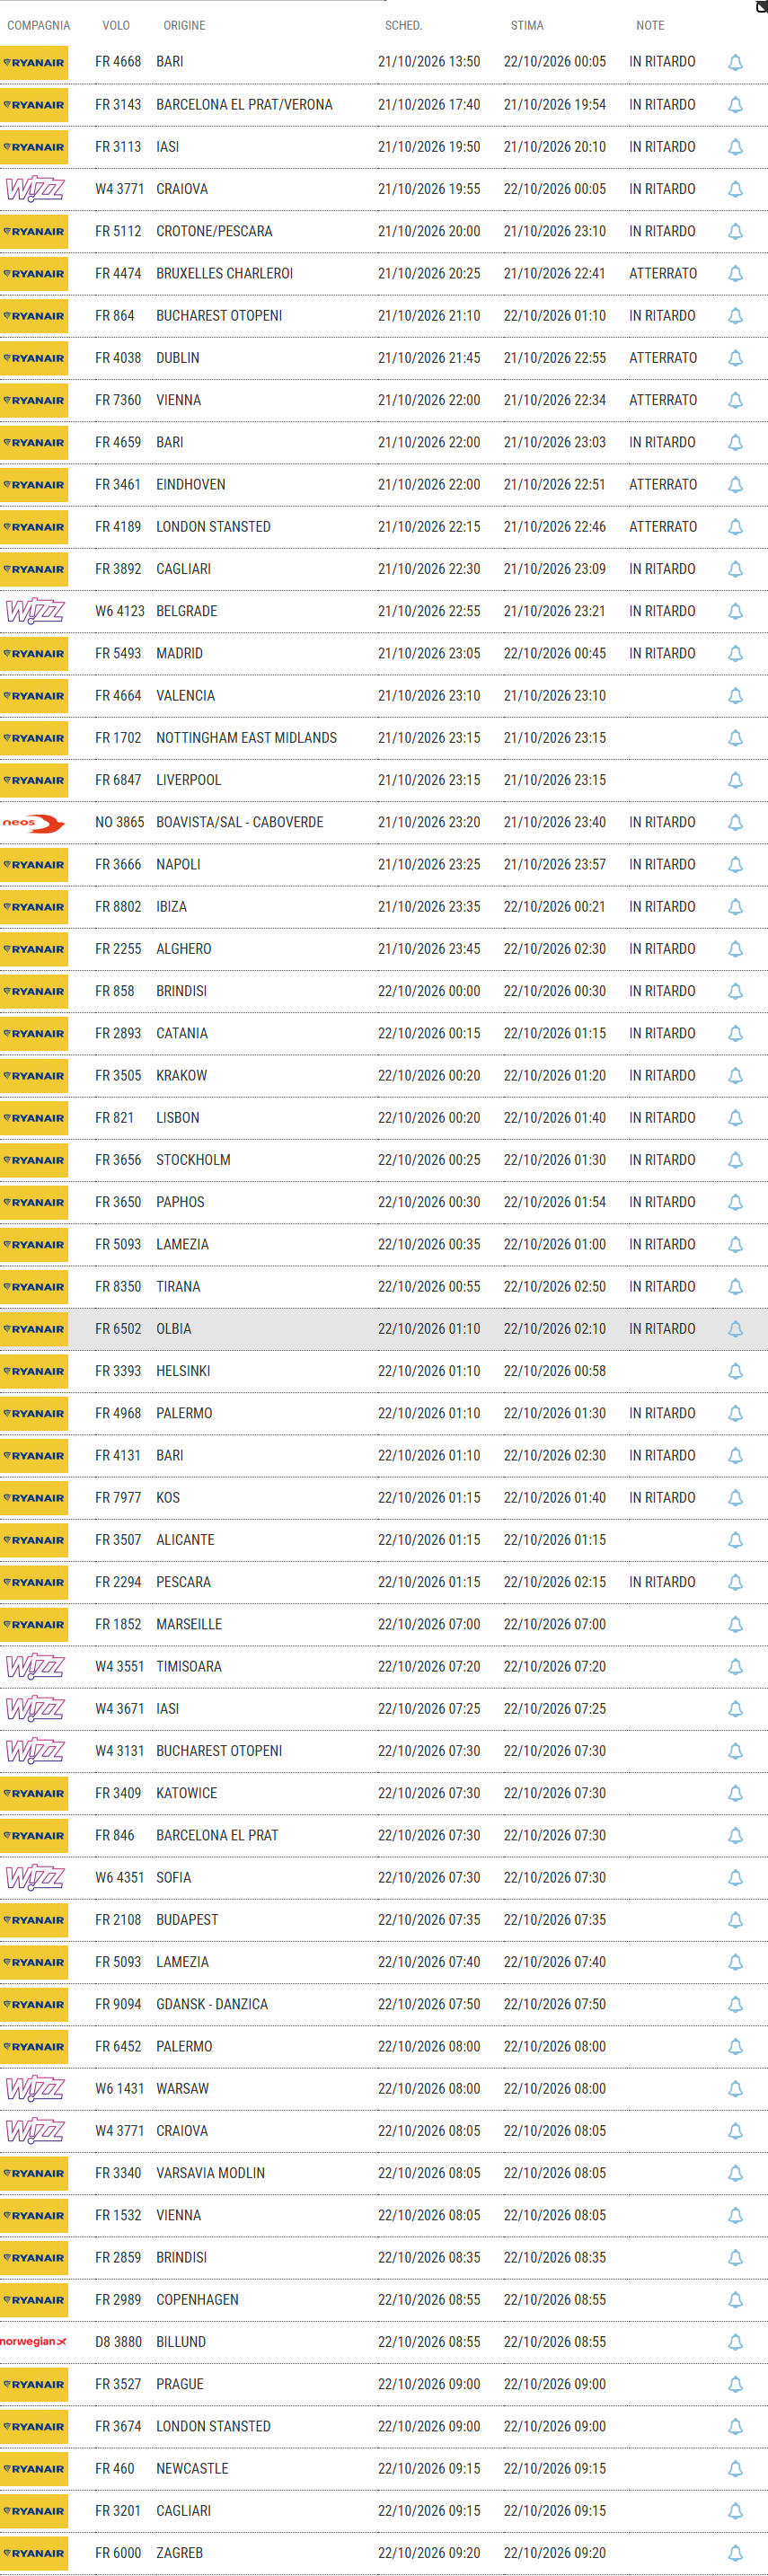 COMPAGNIA VOLO ORIGINE SCHED. STIMA NOTE
RYANAIR FR 4668 BARI 21/10/2026 13:50 22/10/2026 00:05 IN RITARDO
RYANAIR FR 3143 BARCELONA EL PRAT/VERONA 21/10/2026 17:40 21/10/2026 19:54 IN RITARDO
RYANAIR FR 3113 IASI 21/10/2026 19:50 21/10/2026 20:10 IN RITARDO
WIZZ W4 3771 CRAIOVA 21/10/2026 19:55 22/10/2026 00:05 IN RITARDO
RYANAIR FR 5112 CROTONE/PESCARA 21/10/2026 20:00 21/10/2026 23:10 IN RITARDO
RYANAIR FR 4474 BRUXELLES CHARLEROI 21/10/2026 20:25 21/10/2026 22:41 ATTERRATO
RYANAIR FR 864 BUCHAREST OTOPENI 21/10/2026 21:10 22/10/2026 01:10 IN RITARDO
RYANAIR FR 4038 DUBLIN 21/10/2026 21:45 21/10/2026 22:55 ATTERRATO
RYANAIR FR 7360 VIENNA 21/10/2026 22:00 21/10/2026 22:34 ATTERRATO
RYANAIR FR 4659 BARI 21/10/2026 22:00 21/10/2026 23:03 IN RITARDO
RYANAIR FR 3461 EINDHOVEN 21/10/2026 22:00 21/10/2026 22:51 ATTERRATO
RYANAIR FR 4189 LONDON STANSTED 21/10/2026 22:15 21/10/2026 22:46 ATTERRATO
RYANAIR FR 3892 CAGLIARI 21/10/2026 22:30 21/10/2026 23:09 IN RITARDO
WIZZ W6 4123 BELGRADE 21/10/2026 22:55 21/10/2026 23:21 IN RITARDO
RYANAIR FR 5493 MADRID 21/10/2026 23:05 22/10/2026 00:45 IN RITARDO
RYANAIR FR 4664 VALENCIA 21/10/2026 23:10 21/10/2026 23:10
RYANAIR FR 1702 NOTTINGHAM EAST MIDLANDS 21/10/2026 23:15 21/10/2026 23:15
RYANAIR FR 6847 LIVERPOOL 21/10/2026 23:15 21/10/2026 23:15
neos NO 3865 BOAVISTA/SAL - CABOVERDE 21/10/2026 23:20 21/10/2026 23:40 IN RITARDO
RYANAIR FR 3666 NAPOLI 21/10/2026 23:25 21/10/2026 23:57 IN RITARDO
RYANAIR FR 8802 IBIZA 21/10/2026 23:35 22/10/2026 00:21 IN RITARDO
RYANAIR FR 2255 ALGHERO 21/10/2026 23:45 22/10/2026 02:30 IN RITARDO
RYANAIR FR 858 BRINDISI 22/10/2026 00:00 22/10/2026 00:30 IN RITARDO
RYANAIR FR 2893 CATANIA 22/10/2026 00:15 22/10/2026 01:15 IN RITARDO
RYANAIR FR 3505 KRAKOW 22/10/2026 00:20 22/10/2026 01:20 IN RITARDO
RYANAIR FR 821 LISBON 22/10/2026 00:20 22/10/2026 01:40 IN RITARDO
RYANAIR FR 3656 STOCKHOLM 22/10/2026 00:25 22/10/2026 01:30 IN RITARDO
RYANAIR FR 3650 PAPHOS 22/10/2026 00:30 22/10/2026 01:54 IN RITARDO
RYANAIR FR 5093 LAMEZIA 22/10/2026 00:35 22/10/2026 01:00 IN RITARDO
RYANAIR FR 8350 TIRANA 22/10/2026 00:55 22/10/2026 02:50 IN RITARDO
RYANAIR FR 6502 OLBIA 22/10/2026 01:10 22/10/2026 02:10 IN RITARDO
RYANAIR FR 3393 HELSINKI 22/10/2026 01:10 22/10/2026 00:58
RYANAIR FR 4968 PALERMO 22/10/2026 01:10 22/10/2026 01:30 IN RITARDO
RYANAIR FR 4131 BARI 22/10/2026 01:10 22/10/2026 02:30 IN RITARDO
RYANAIR FR 7977 KOS 22/10/2026 01:15 22/10/2026 01:40 IN RITARDO
RYANAIR FR 3507 ALICANTE 22/10/2026 01:15 22/10/2026 01:15
RYANAIR FR 2294 PESCARA 22/10/2026 01:15 22/10/2026 02:15 IN RITARDO
RYANAIR FR 1852 MARSEILLE 22/10/2026 07:00 22/10/2026 07:00
WIZZ W4 3551 TIMISOARA 22/10/2026 07:20 22/10/2026 07:20
WIZZ W4 3671 IASI 22/10/2026 07:25 22/10/2026 07:25
WIZZ W4 3131 BUCHAREST OTOPENI 22/10/2026 07:30 22/10/2026 07:30
RYANAIR FR 3409 KATOWICE 22/10/2026 07:30 22/10/2026 07:30
RYANAIR FR 846 BARCELONA EL PRAT 22/10/2026 07:30 22/10/2026 07:30
WIZZ W6 4351 SOFIA 22/10/2026 07:30 22/10/2026 07:30
RYANAIR FR 2108 BUDAPEST 22/10/2026 07:35 22/10/2026 07:35
RYANAIR FR 5093 LAMEZIA 22/10/2026 07:40 22/10/2026 07:40
RYANAIR FR 9094 GDANSK - DANZICA 22/10/2026 07:50 22/10/2026 07:50
RYANAIR FR 6452 PALERMO 22/10/2026 08:00 22/10/2026 08:00
WIZZ W6 1431 WARSAW 22/10/2026 08:00 22/10/2026 08:00
WIZZ W4 3771 CRAIOVA 22/10/2026 08:05 22/10/2026 08:05
RYANAIR FR 3340 VARSAVIA MODLIN 22/10/2026 08:05 22/10/2026 08:05
RYANAIR FR 1532 VIENNA 22/10/2026 08:05 22/10/2026 08:05
RYANAIR FR 2859 BRINDISI 22/10/2026 08:35 22/10/2026 08:35
RYANAIR FR 2989 COPENHAGEN 22/10/2026 08:55 22/10/2026 08:55
norwegian D8 3880 BILLUND 22/10/2026 08:55 22/10/2026 08:55
RYANAIR FR 3527 PRAGUE 22/10/2026 09:00 22/10/2026 09:00
RYANAIR FR 3674 LONDON STANSTED 22/10/2026 09:00 22/10/2026 09:00
RYANAIR FR 460 NEWCASTLE 22/10/2026 09:15 22/10/2026 09:15
RYANAIR FR 3201 CAGLIARI 22/10/2026 09:15 22/10/2026 09:15
RYANAIR FR 6000 ZAGREB 22/10/2026 09:20 22/10/2026 09:20